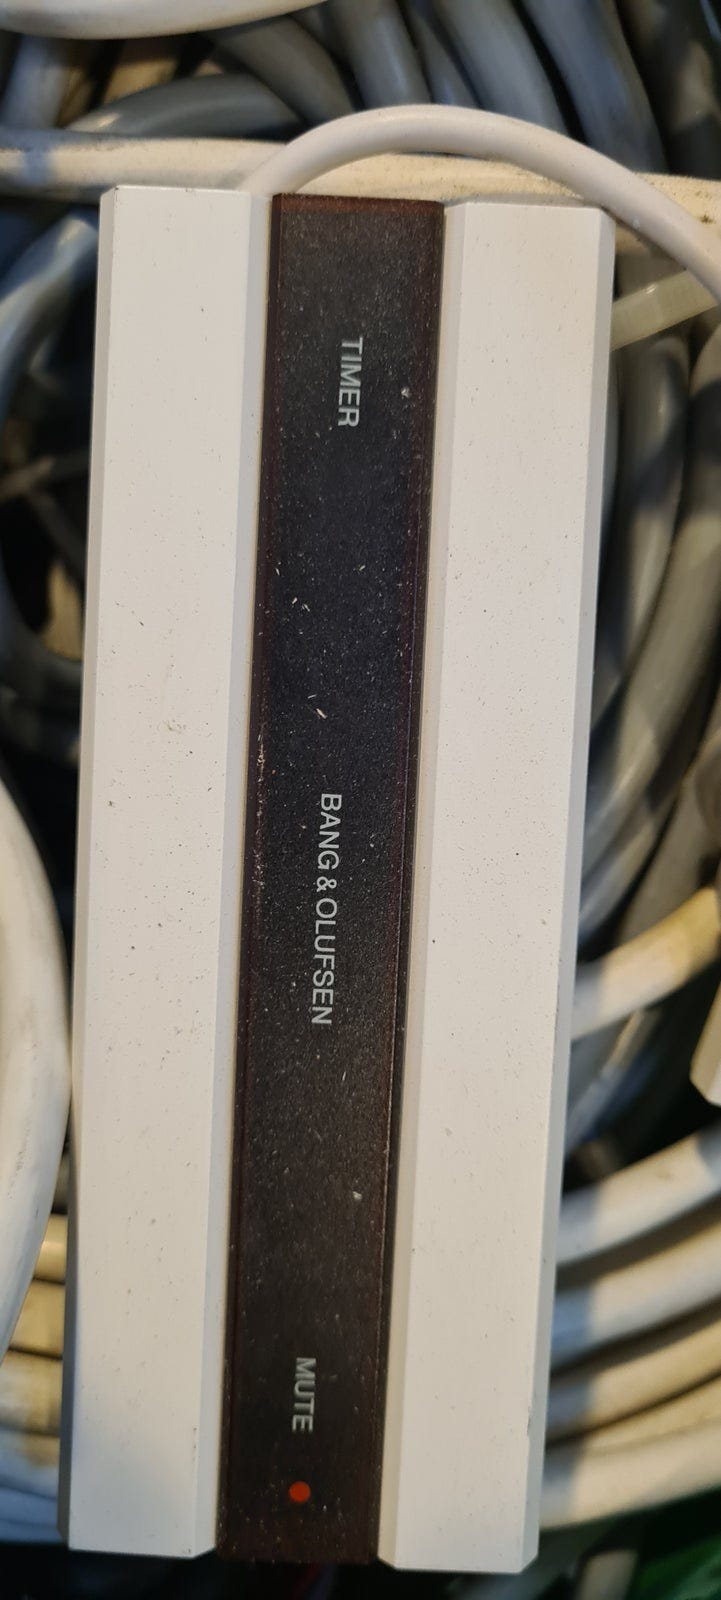 TIMER
BANG & OLUFSEN
MUTE